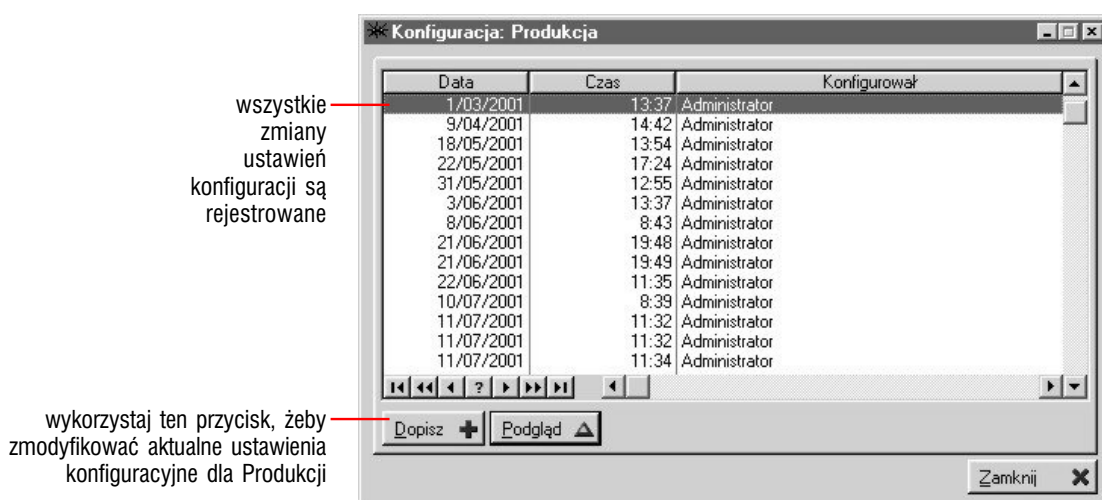 Konfiguracja: Produkcja
Data Czas Konfigurował
1/03/2001 13:37 Administrator
9/04/2001 14:42 Administrator
18/05/2001 13:54 Administrator
22/05/2001 17:24 Administrator
31/05/2001 12:55 Administrator
3/06/2001 13:37 Administrator
8/06/2001 8:43 Administrator
21/06/2001 19:48 Administrator
21/06/2001 19:49 Administrator
22/06/2001 11:35 Administrator
10/07/2001 8:39 Administrator
11/07/2001 11:32 Administrator
11/07/2001 11:32 Administrator
11/07/2001 11:34 Administrator
?
Dopisz Podgląd
Zamknij
wszystkie
zmiany
ustawień
konfiguracji są
rejestrowane
wykorzystaj ten przycisk, żeby
zmodyfikować aktualne ustawienia
konfiguracyjne dla Produkcji